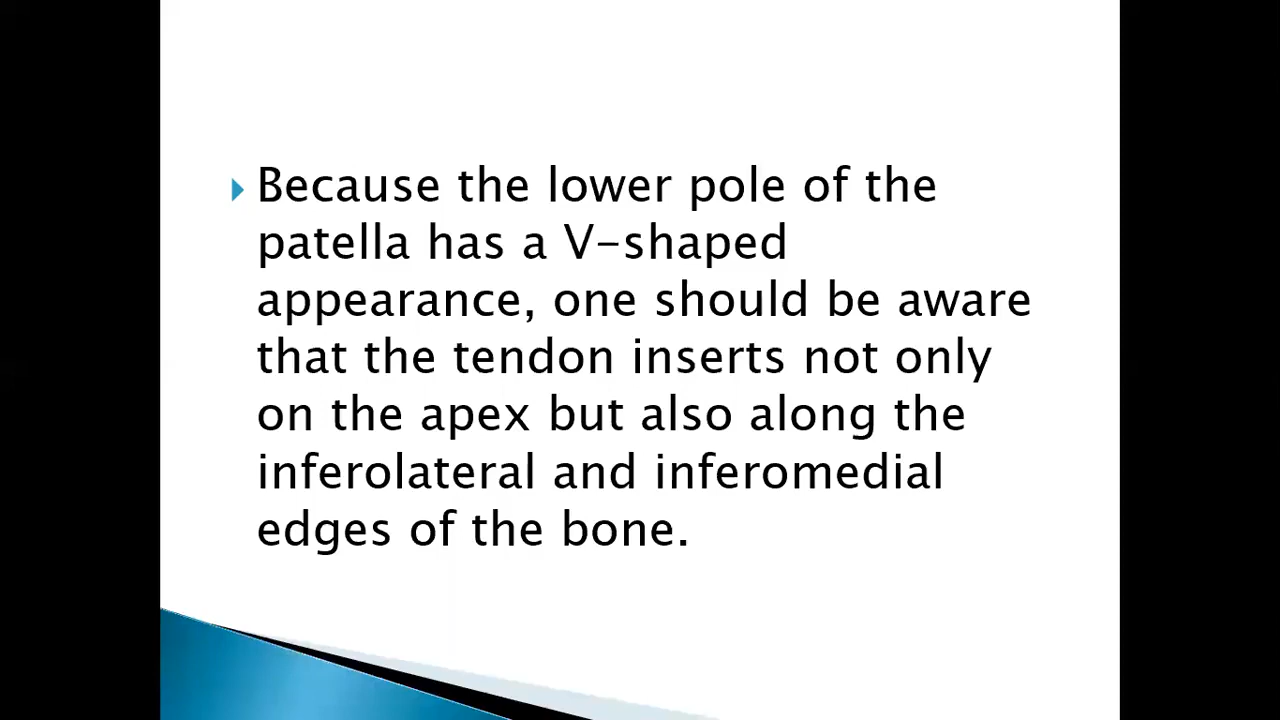 Because the lower pole of the
patella has a V-shaped
appearance, one should be aware
that the tendon inserts not only
on the apex but also along the
inferolateral and inferomedial
edges of the bone.